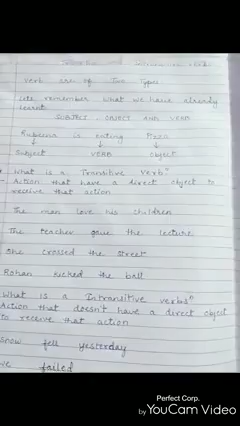 verb are of Two Types
Lets remember what we have already
learnt
SUBJECT, OBJECT AND VERB
Rubeena is eating Pizza
Subject VERB Object
What is a Transitive verb?
Action that have a direct object to
receive that action
The man love his children
The teacher gave the lecture
She crossed the street
Rohan kicked the ball
What is a Intransitive verbs?
Action that doesn't have a direct object
to receive that action
Snow fell yesterday
We failed
Perfect Corp.
by YouCam Video